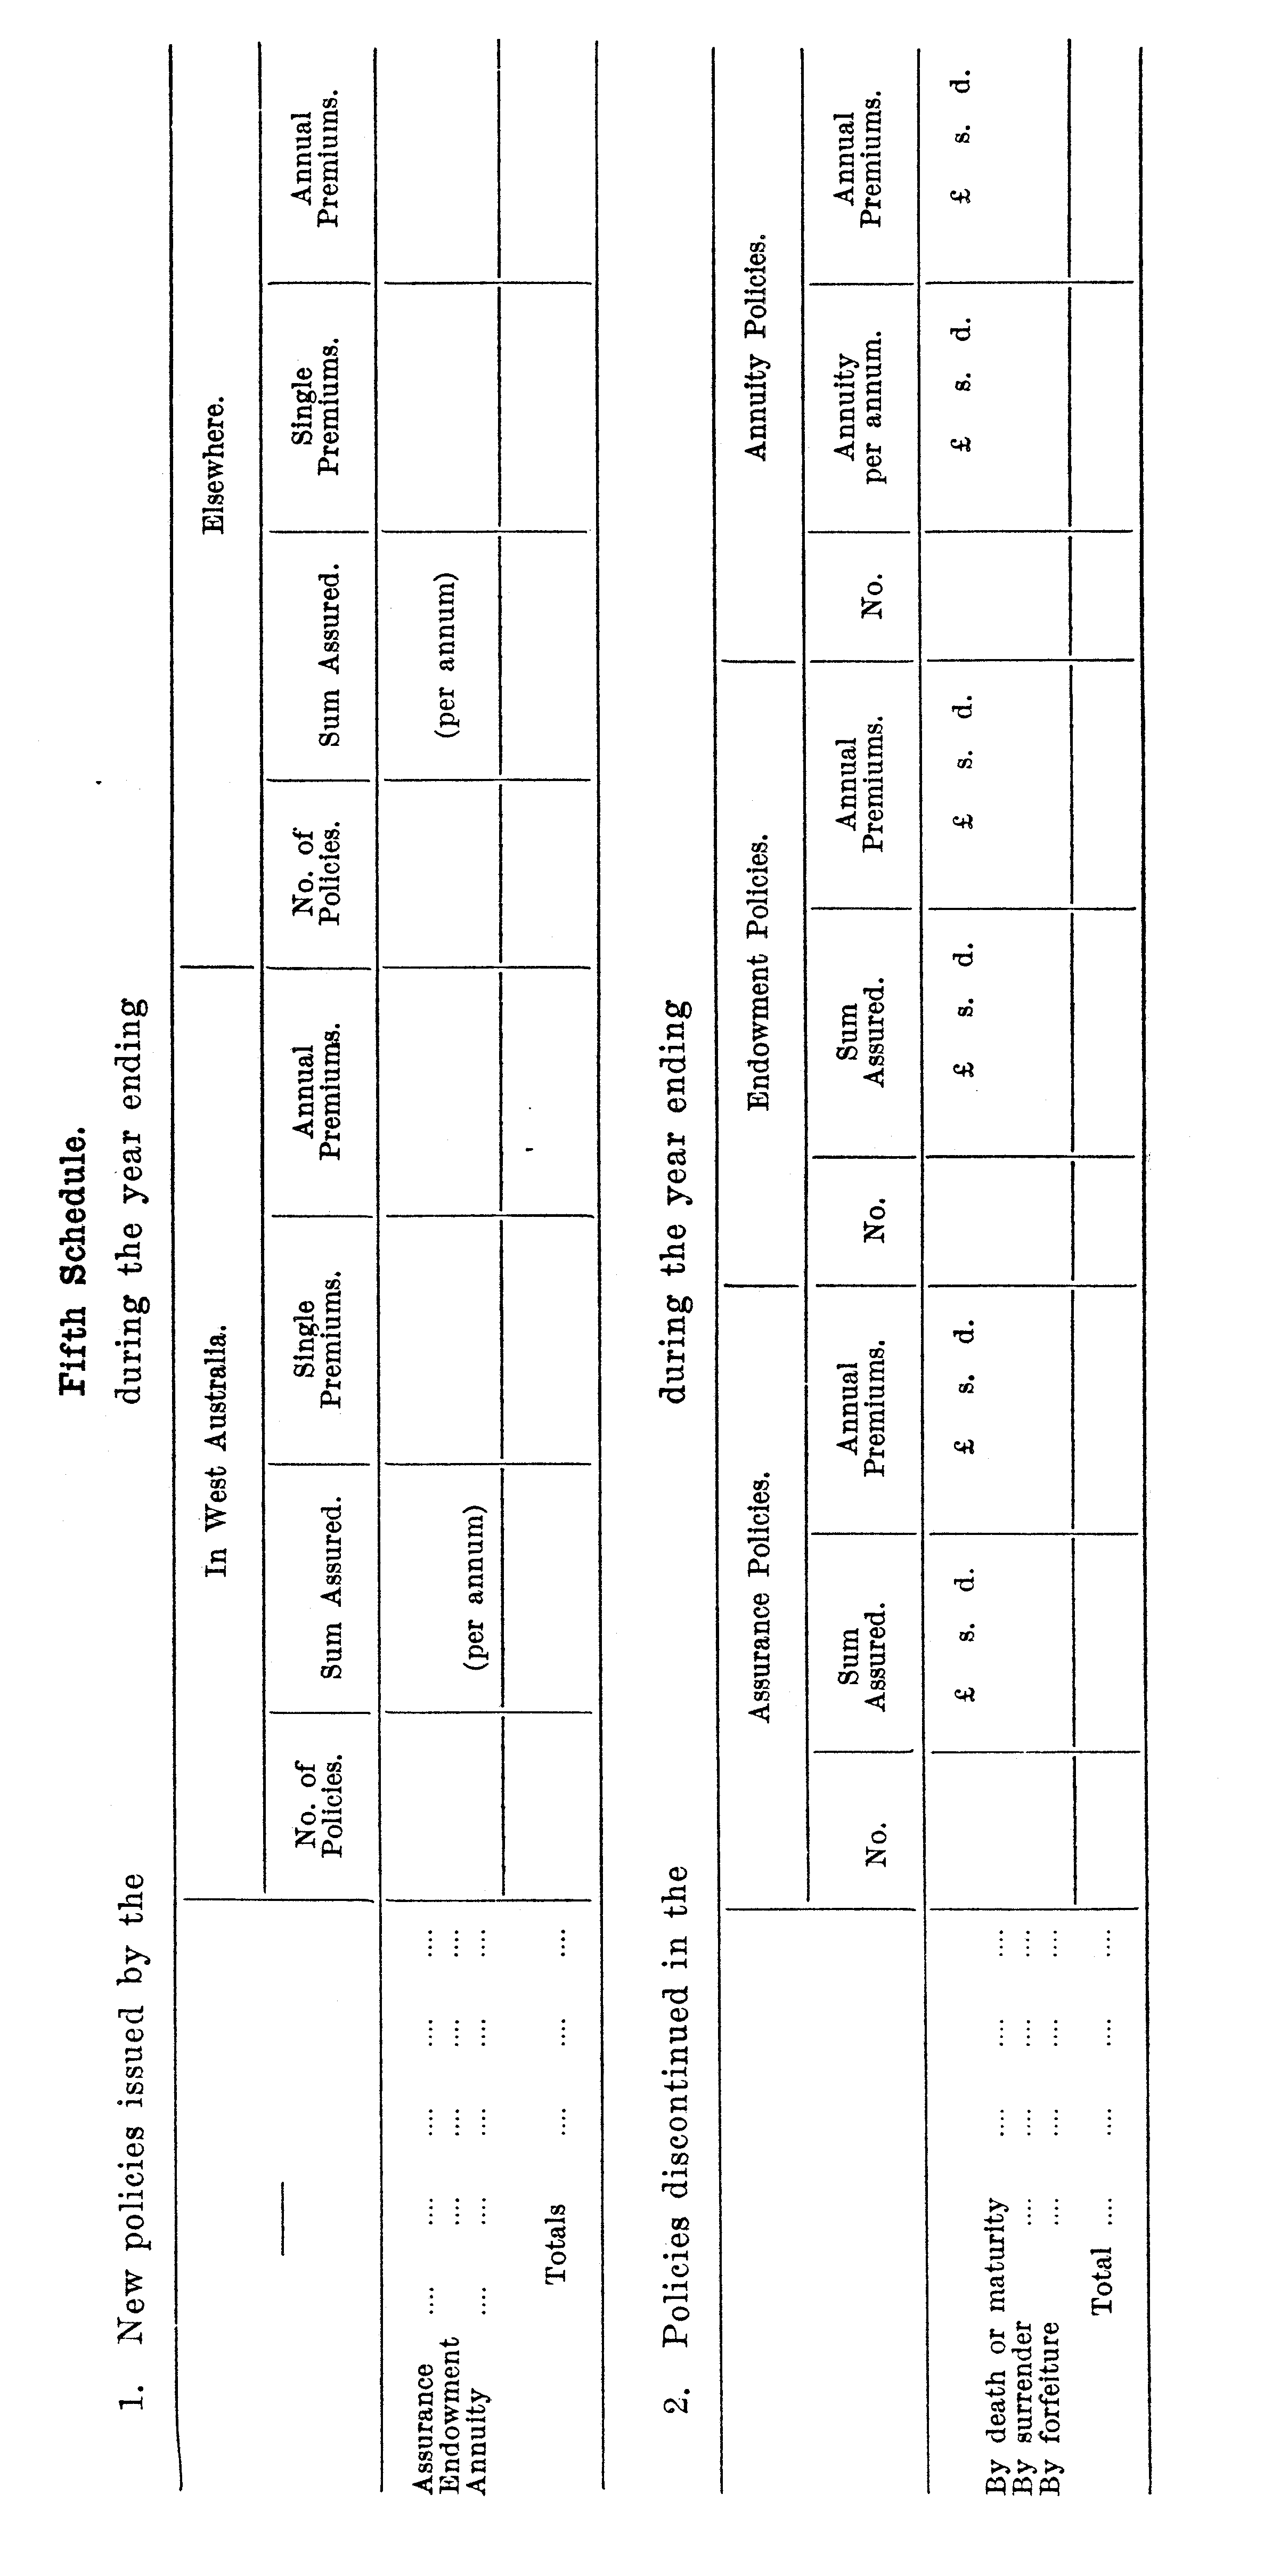 Fifth Schedule.
1. New policies issued by the during the year ending
In West Australia. Elsewhere.
— No. of Policies. Sum Assured. Single Premiums. Annual Premiums. No. of Policies. Sum Assured. Single Premiums. Annual Premiums.
Assurance .... .... .... .... ....
Endowment .... .... .... .... (per annum)
Annuity .... .... .... .... .... (per annum)
Totals .... .... ....
2. Policies discontinued in the during the year ending
Assurance Policies. Endowment Policies. Annuity Policies.
No. Sum Assured. Annual Premiums. No. Sum Assured. Annual Premiums. No. Annuity per annum. Annual Premiums.
£ s. d. £ s. d. £ s. d. £ s. d. £ s. d. £ s. d.
By death or maturity .... .... ....
By surrender .... .... .... ....
By forfeiture .... .... .... ....
Total .... .... .... ....